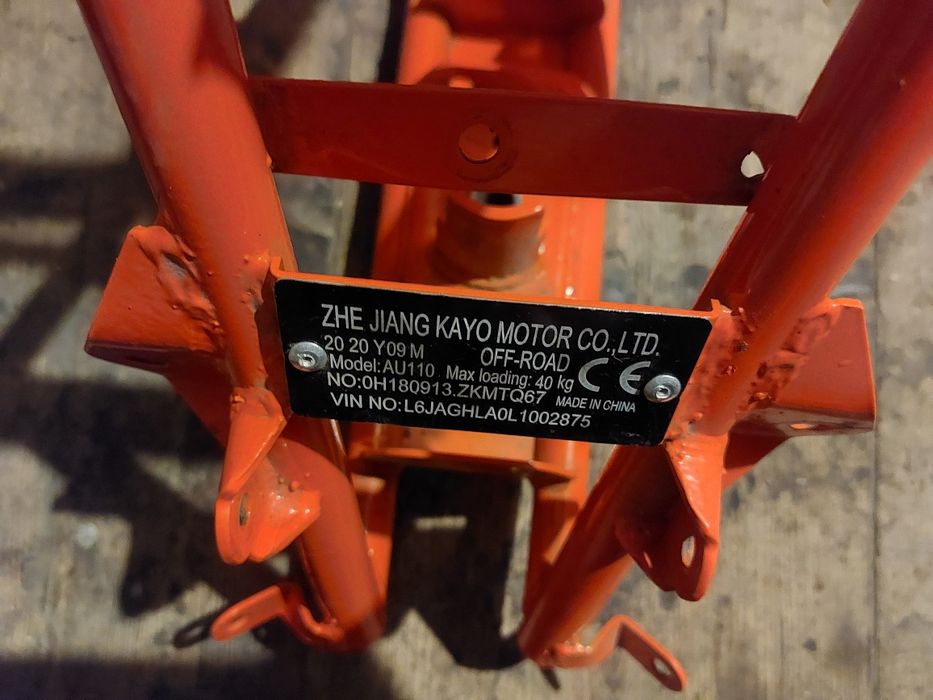 ZHE JIANG KAYO MOTOR CO.,LTD.
20 20 Y09 M OFF-ROAD
Model:AU110 Max loading: 40 kg CE
NO:0H180913.ZKMTQ67 MADE IN CHINA
VIN NO:L6JAGHLA0L1002875